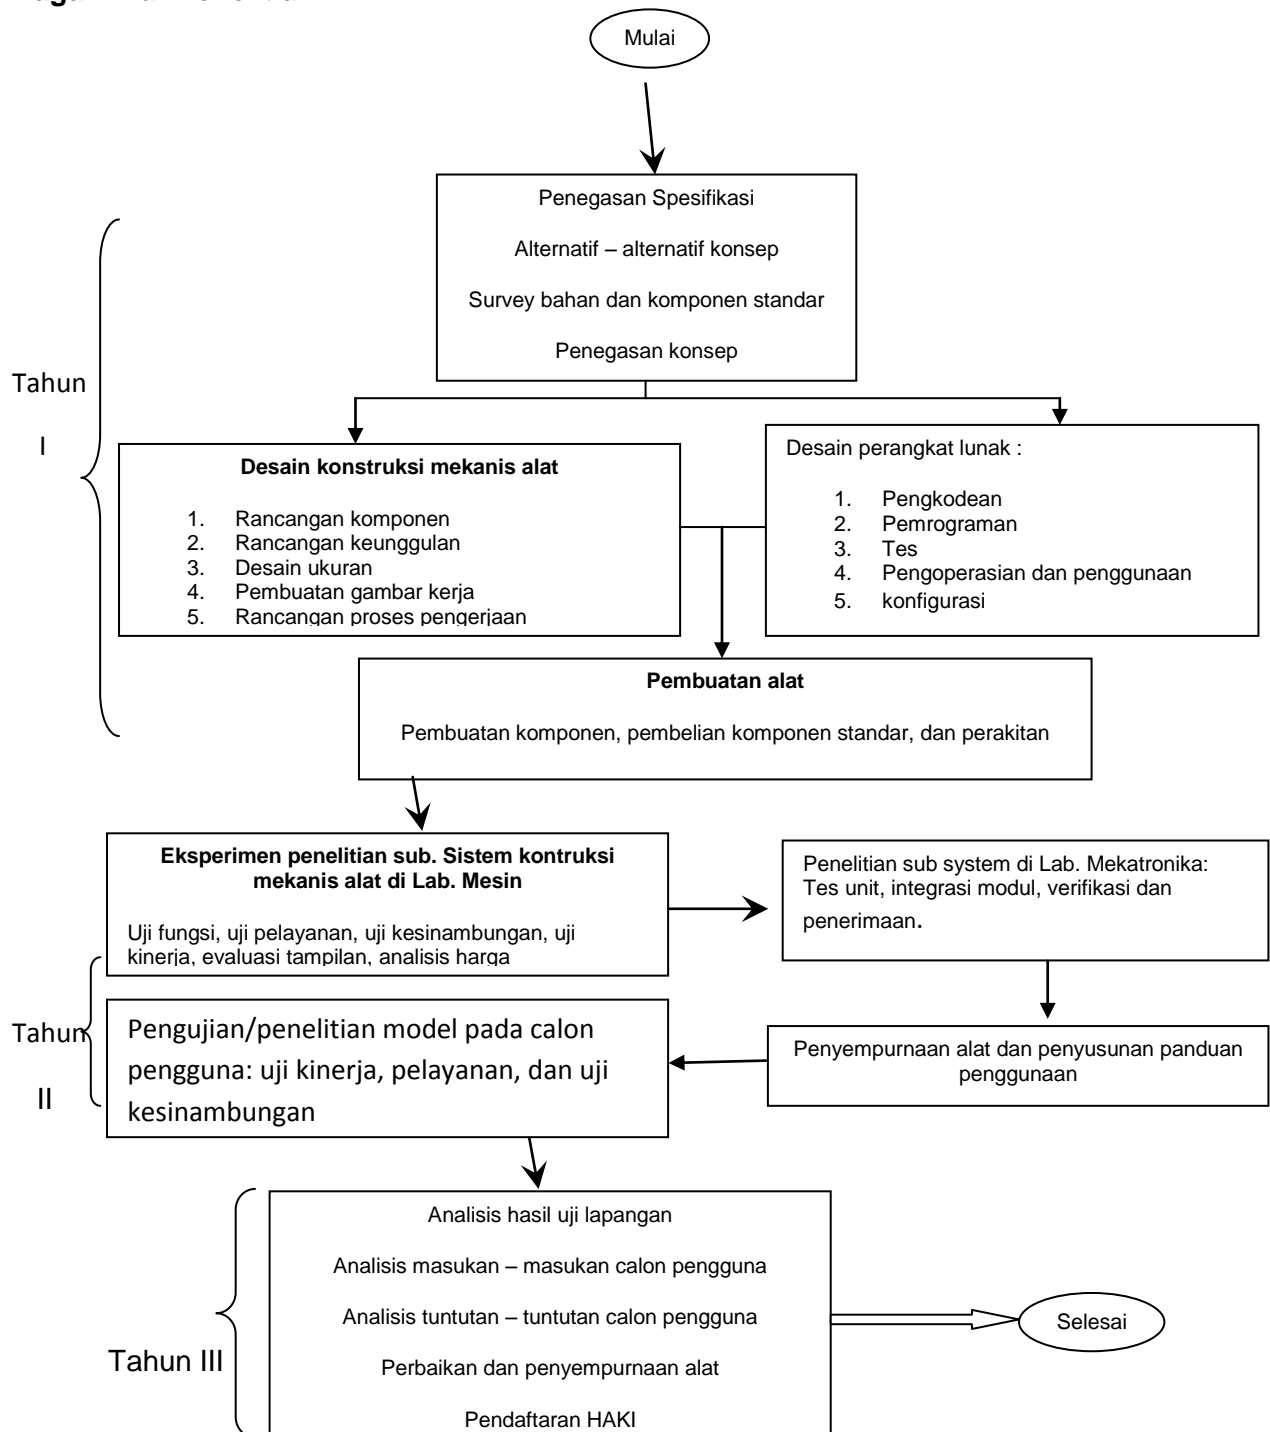 Mulai
Penegasan Spesifikasi
Alternatif – alternatif konsep
Survey bahan dan komponen standar
Penegasan konsep
Tahun
I
Desain konstruksi mekanis alat
1. Rancangan komponen
2. Rancangan keunggulan
3. Desain ukuran
4. Pembuatan gambar kerja
5. Rancangan proses pengerjaan
Desain perangkat lunak :
1. Pengkodean
2. Pemrograman
3. Tes
4. Pengoperasian dan penggunaan
5. konfigurasi
Pembuatan alat
Pembuatan komponen, pembelian komponen standar, dan perakitan
Eksperimen penelitian sub. Sistem kontruksi
mekanis alat di Lab. Mesin
Uji fungsi, uji pelayanan, uji kesinambungan, uji
kinerja, evaluasi tampilan, analisis harga
Penelitian sub system di Lab. Mekatronika:
Tes unit, integrasi modul, verifikasi dan
penerimaan.
Tahun
II
Pengujian/penelitian model pada calon
pengguna: uji kinerja, pelayanan, dan uji
kesinambungan
Penyempurnaan alat dan penyusunan panduan
penggunaan
Tahun III
Analisis hasil uji lapangan
Analisis masukan – masukan calon pengguna
Analisis tuntutan – tuntutan calon pengguna
Perbaikan dan penyempurnaan alat
Pendaftaran HAKI
Selesai